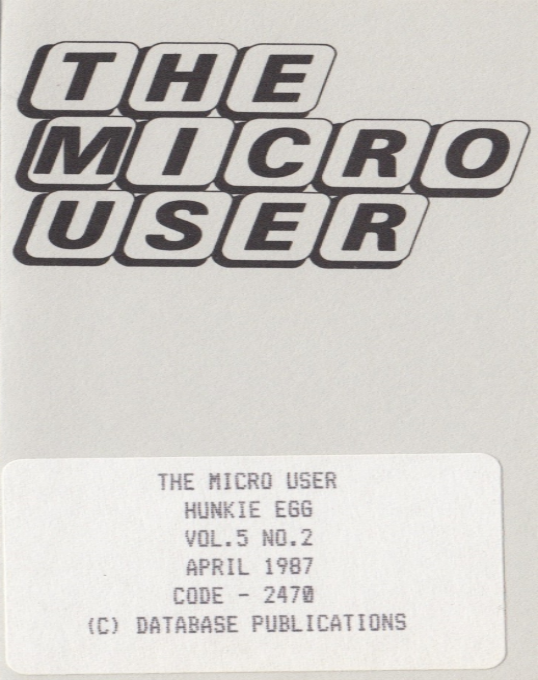 THE
MICRO
USER
THE MICRO USER
HUNKIE EGG
VOL.5 NO.2
APRIL 1987
CODE - 2470
(C) DATABASE PUBLICATIONS